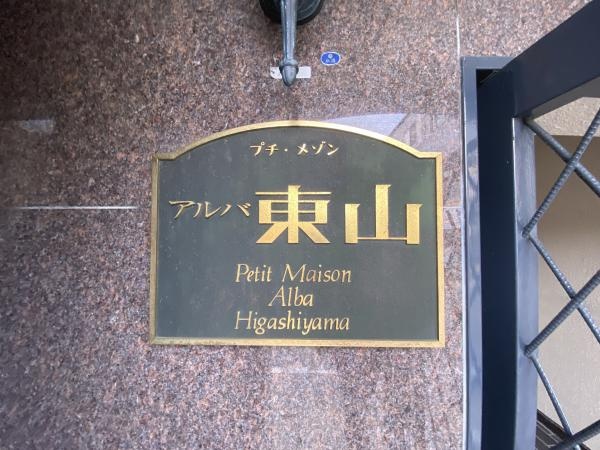 プチ・メゾン
アルバ東山
Petit Maison
Alba
Higashiyama